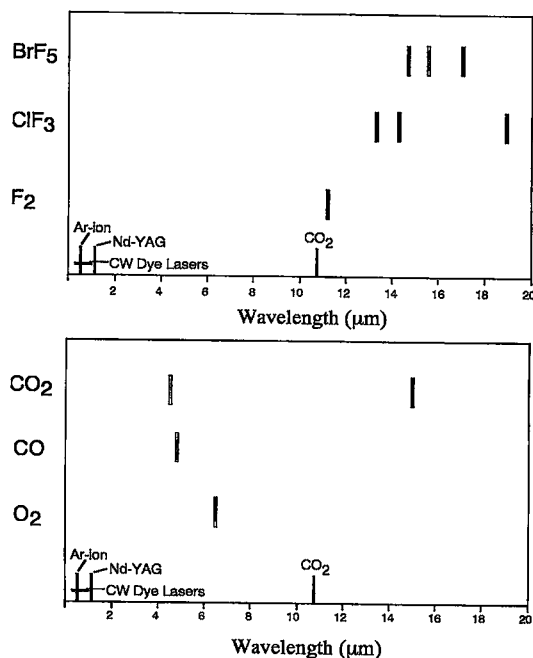 BrF5
ClF3
F2
Ar-ion
Nd-YAG
CW Dye Lasers
CO2
2 4 6 8 10 12 14 16 18 20
Wavelength (μm)
CO2
CO
O2
Ar-ion
Nd-YAG
CW Dye Lasers
CO2
2 4 6 8 10 12 14 16 18 20
Wavelength (μm)